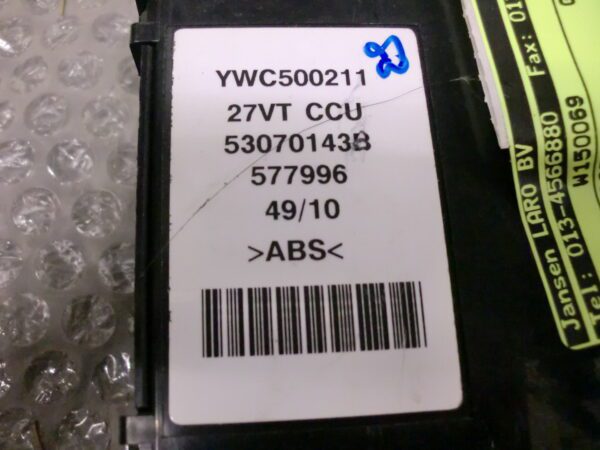 YWC500211
27VT CCU
53070143B
577996
49/10
>ABS<
Jansen LARO BV
Tel: 013-4566880 Fax: 01
W150069